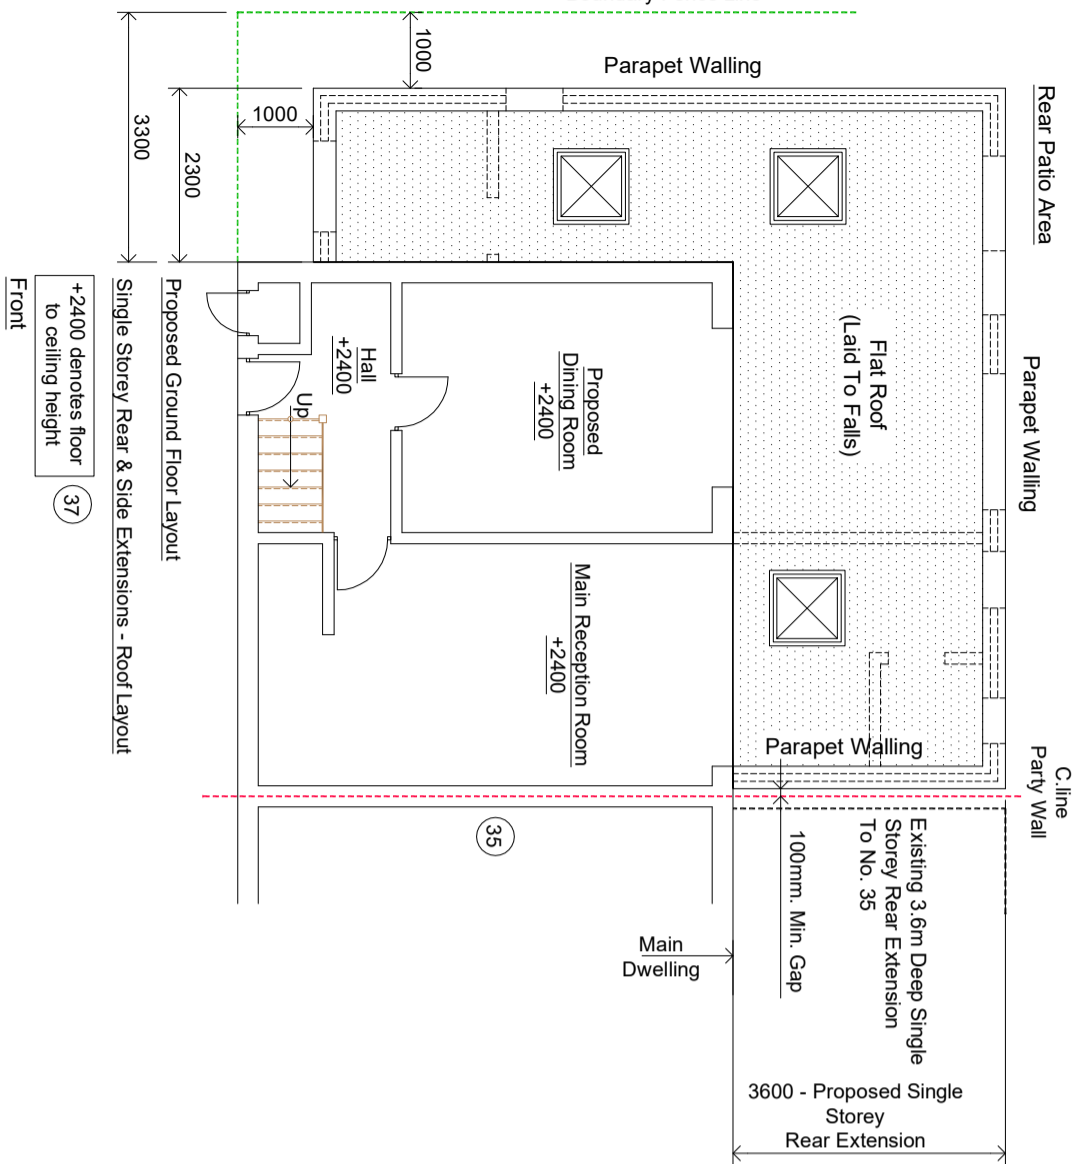 Parapet Walling
Rear Patio Area
1000
1000
2300
3300
Flat Roof
(Laid To Falls)
Parapet Walling
Proposed
Dining Room
+2400
Hall
+2400
Up
Proposed Ground Floor Layout
Single Storey Rear & Side Extensions - Roof Layout
+2400 denotes floor
to ceiling height
Front
37
Main Reception Room
+2400
Parapet Walling
C.line
Party Wall
35
100mm. Min. Gap
Existing 3.6m Deep Single
Storey Rear Extension
To No. 35
Main
Dwelling
3600 - Proposed Single
Storey
Rear Extension